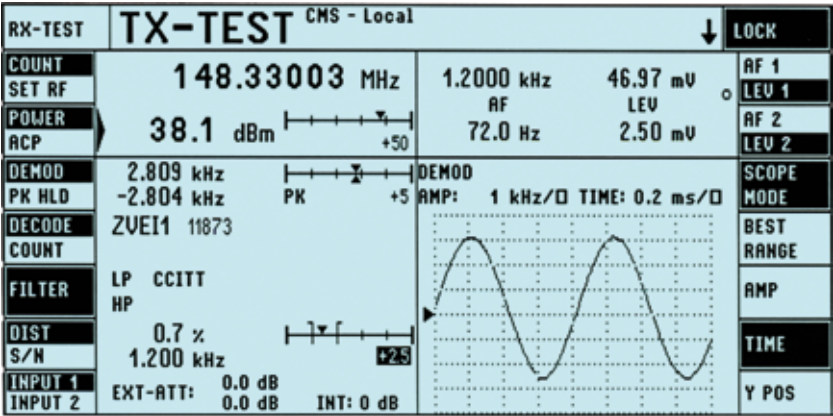 RX-TEST TX-TEST CMS - Local LOCK
COUNT 148.33003 MHz 1.2000 kHz 46.97 mV AF 1
SET RF AF LEV LEV 1
POWER 38.1 dBm 72.0 Hz 2.50 mV AF 2
ACP +50 LEV 2
DEMOD 2.809 kHz DEMOD SCOPE
PK HLD -2.804 kHz PK +5 AMP: 1 kHz/□ TIME: 0.2 ms/□ MODE
DECODE ZVEI1 11873 BEST
COUNT RANGE
FILTER LP CCITT AMP
HP
DIST 0.7 % TIME
S/N 1.200 kHz +25
INPUT 1 EXT-ATT: 0.0 dB Y POS
INPUT 2 0.0 dB INT: 0 dB